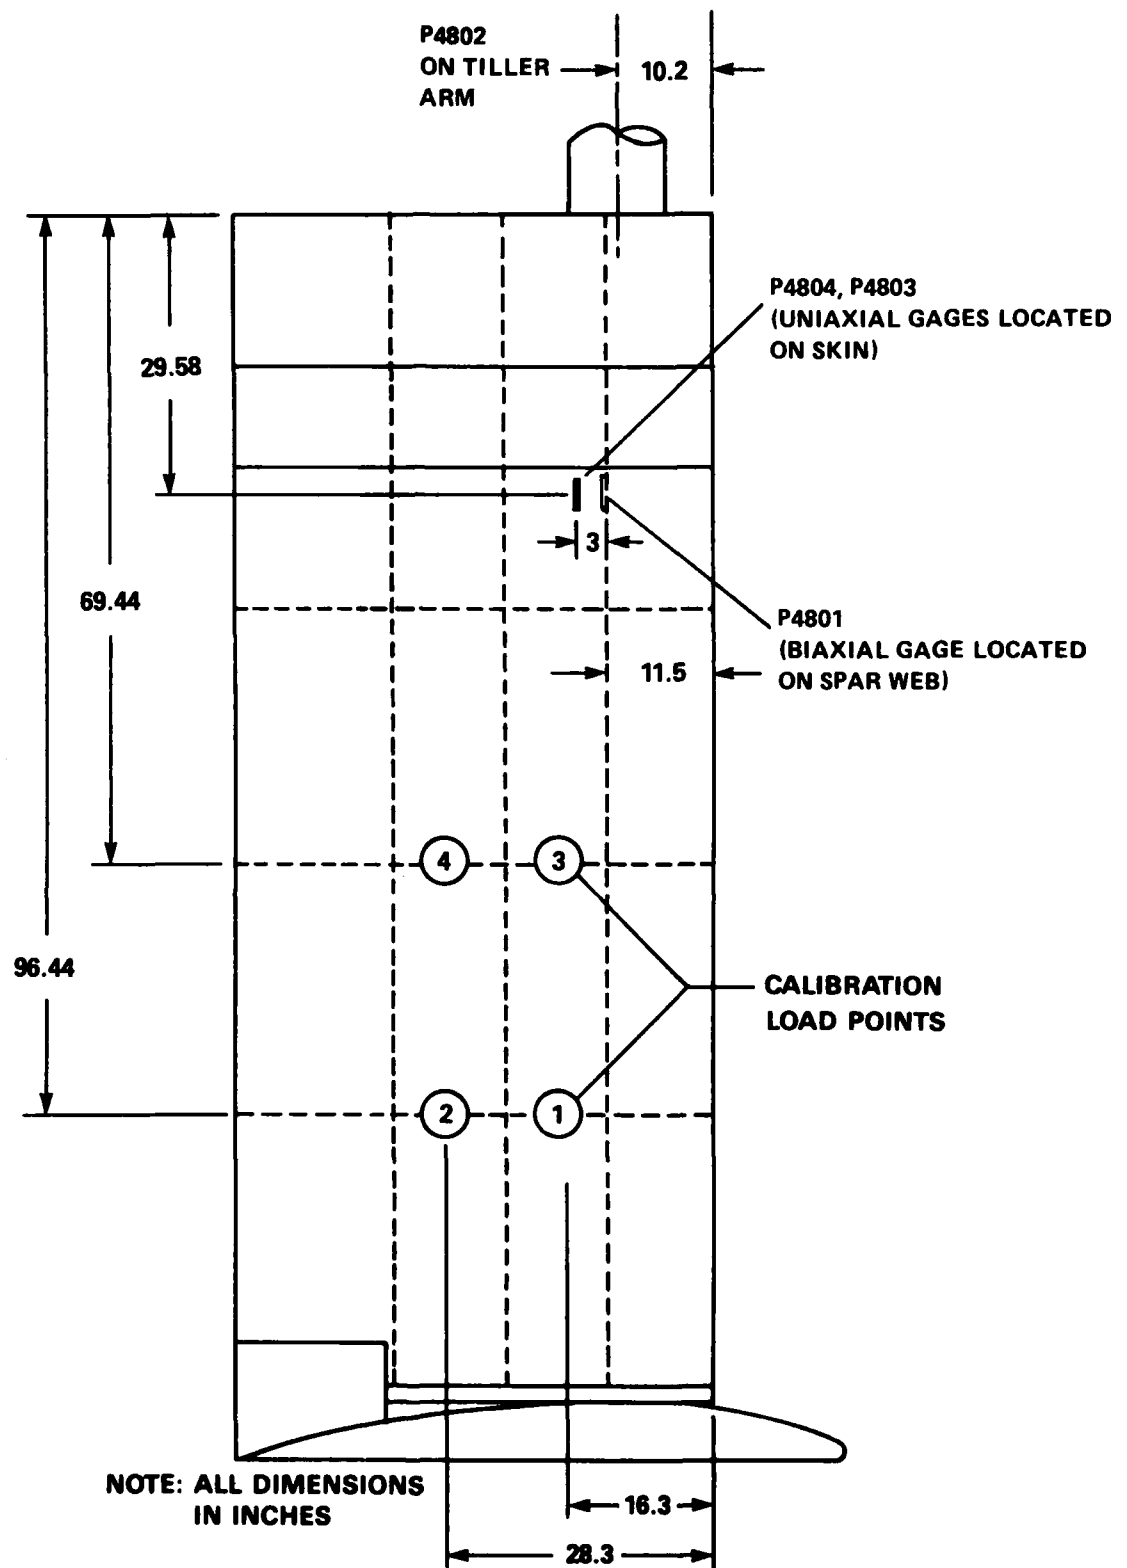 P4802
ON TILLER
ARM
10.2
P4804, P4803
(UNIAXIAL GAGES LOCATED
ON SKIN)
29.58
3
69.44
P4801
(BIAXIAL GAGE LOCATED
ON SPAR WEB)
11.5
4
3
96.44
CALIBRATION
LOAD POINTS
2
1
NOTE: ALL DIMENSIONS
IN INCHES
16.3
28.3